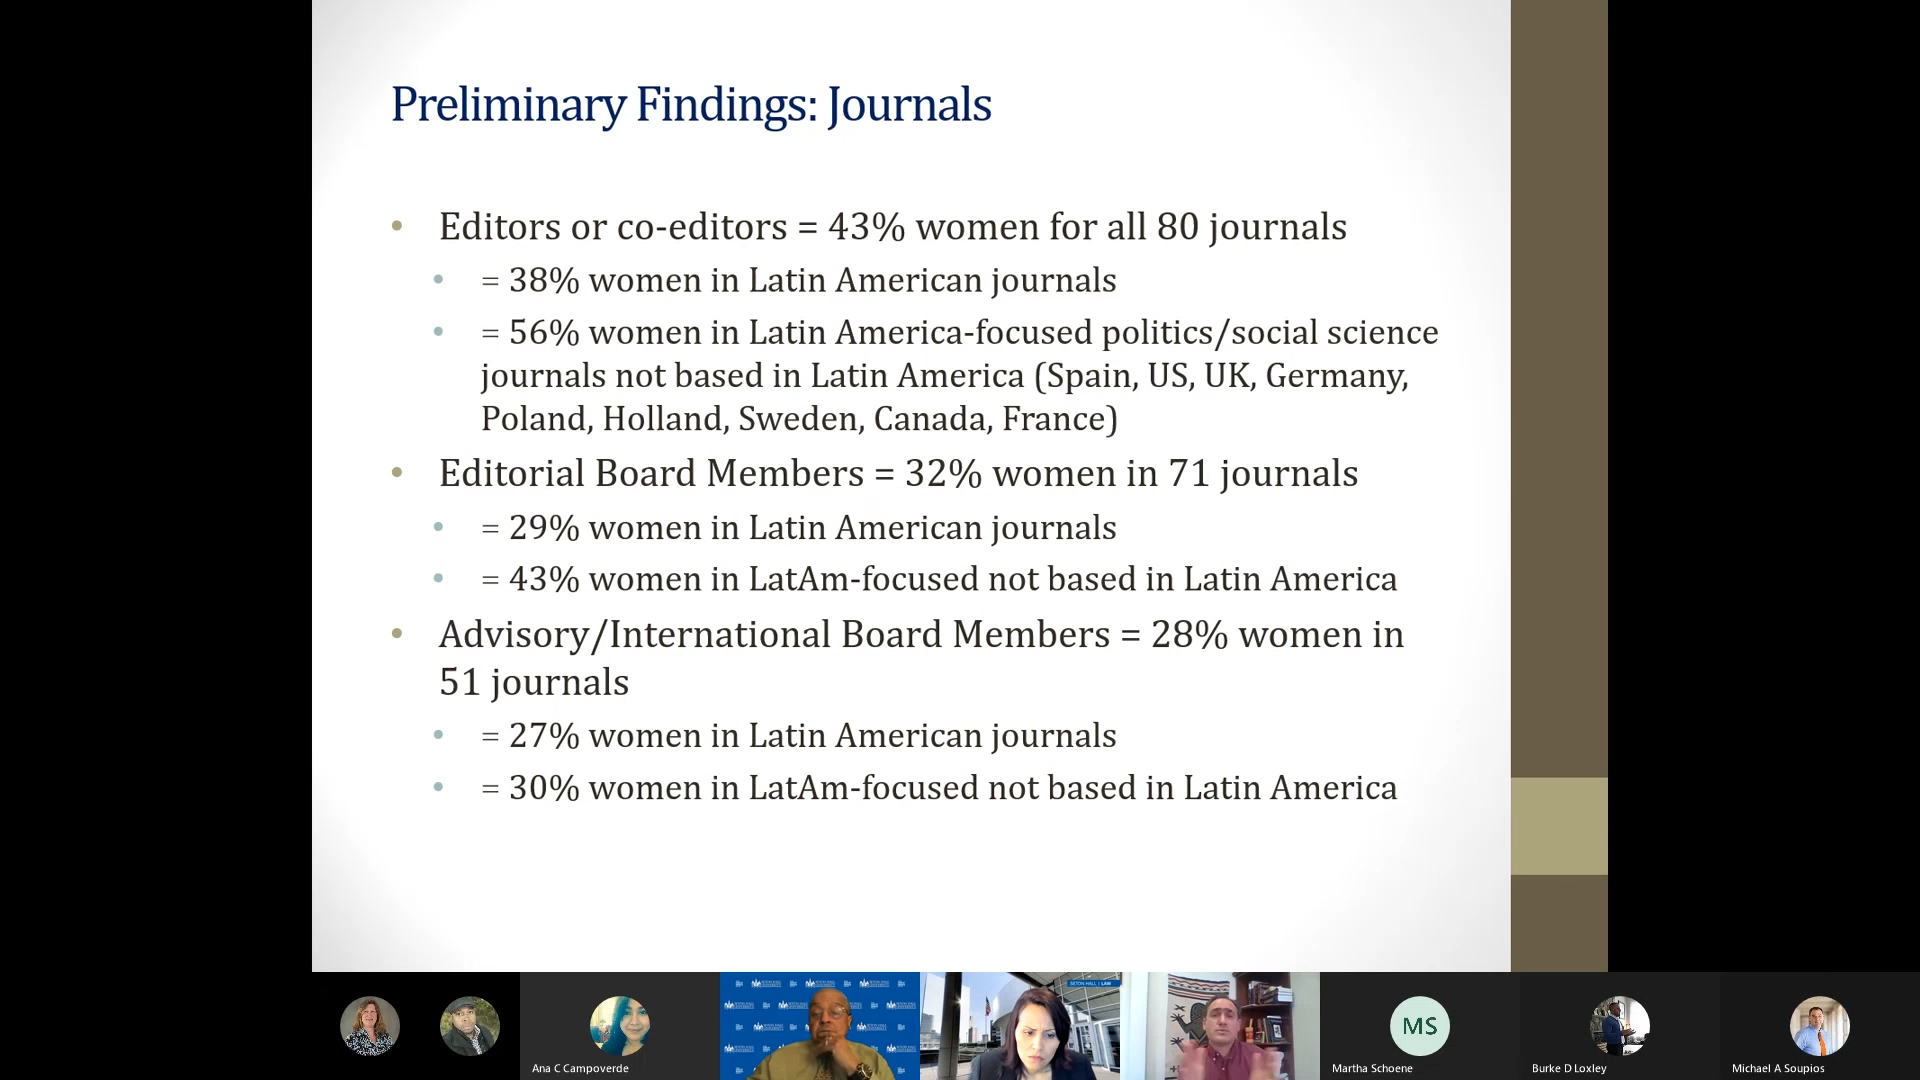 Preliminary Findings: Journals
• Editors or co-editors = 43% women for all 80 journals
• = 38% women in Latin American journals
• = 56% women in Latin America-focused politics/social science
journals not based in Latin America (Spain, US, UK, Germany,
Poland, Holland, Sweden, Canada, France)
• Editorial Board Members = 32% women in 71 journals
• = 29% women in Latin American journals
• = 43% women in LatAm-focused not based in Latin America
• Advisory/International Board Members = 28% women in
51 journals
• = 27% women in Latin American journals
• = 30% women in LatAm-focused not based in Latin America
SETON HALL | LAW
MS
Ana C Campoverde
Martha Schoene
Burke D Loxley
Michael A Soupios